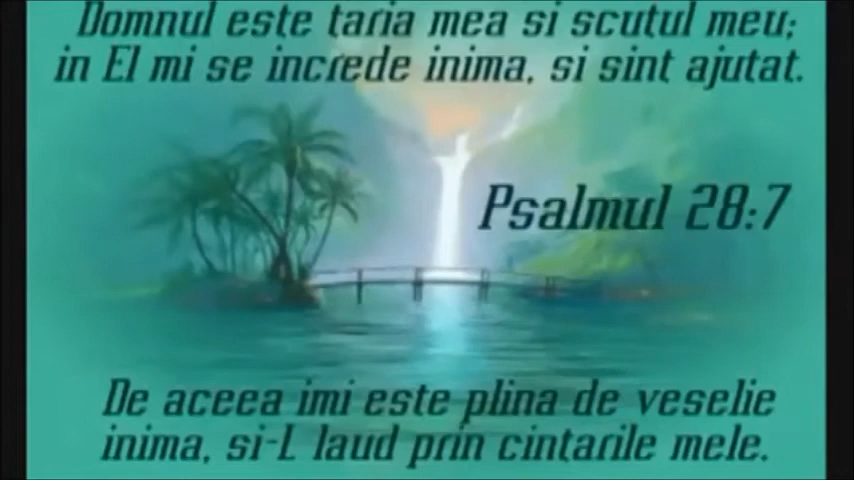 Domnul este taria mea si scutul meu;
in El mi se increde inima, si sint ajutat.
Psalmul 28:7
De aceea imi este plina de veselie
inima, si-L laud prin cintarile mele.